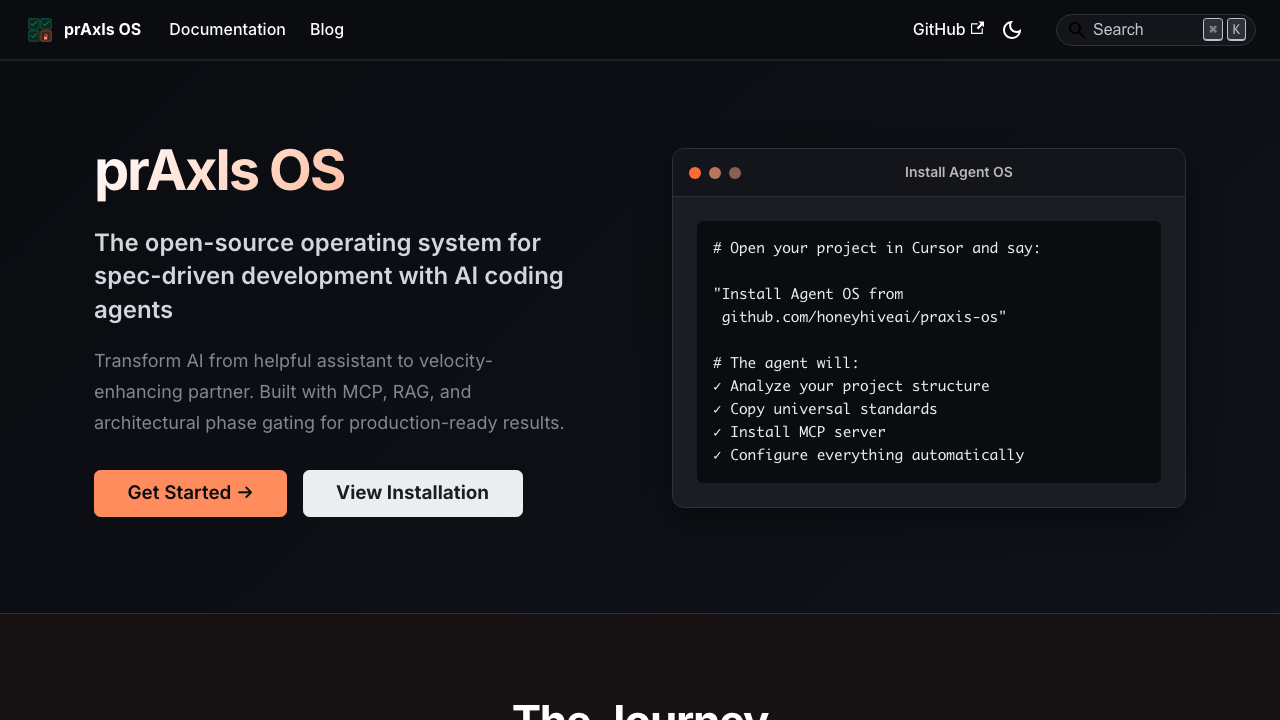 prAxIs OS
Documentation
Blog
GitHub
Search
⌘ K
prAxIs OS
The open-source operating system for
spec-driven development with AI coding
agents
Transform AI from helpful assistant to velocity-
enhancing partner. Built with MCP, RAG, and
architectural phase gating for production-ready results.
Get Started →
View Installation
Install Agent OS
# Open your project in Cursor and say:
"Install Agent OS from
github.com/honeyhiveai/praxis-os"
# The agent will:
✓ Analyze your project structure
✓ Copy universal standards
✓ Install MCP server
✓ Configure everything automatically
The Journey